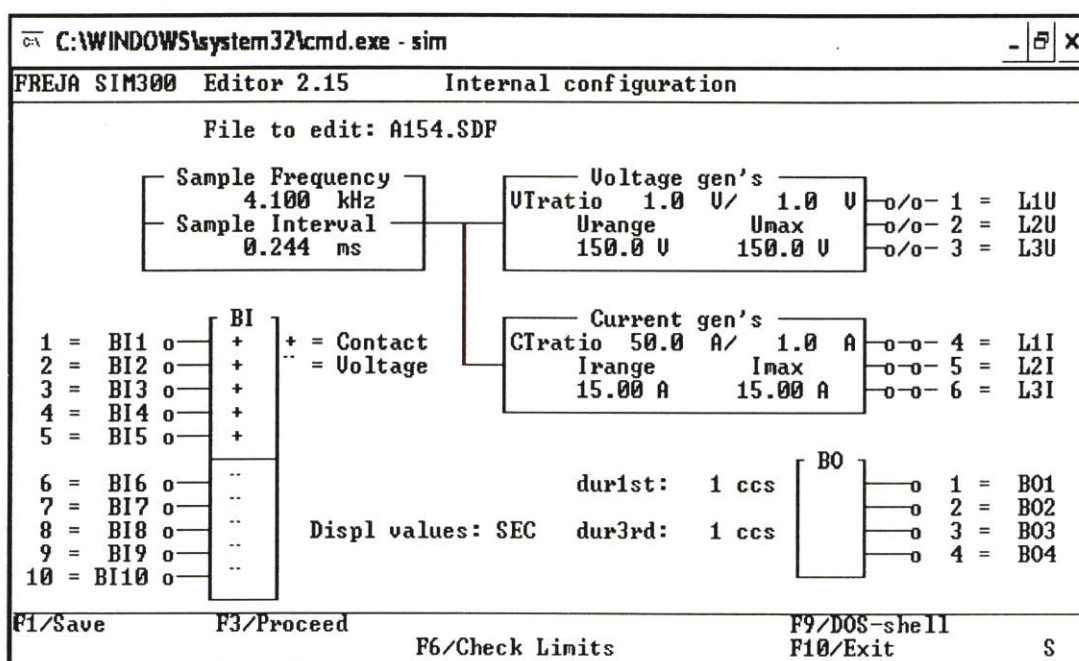 C:\WINDOWS\system32\cmd.exe - sim
FREJA SIM300 Editor 2.15 Internal configuration
File to edit: A154.SDF
Sample Frequency
4.100 kHz
Sample Interval
0.244 ms
Voltage gen's
VTratio 1.0 V/ 1.0 V o/o- 1 = L1U
Urange Umax o/o- 2 = L2U
150.0 V 150.0 V o/o- 3 = L3U
Current gen's
CTratio 50.0 A/ 1.0 A o-o- 4 = L1I
Irange Imax o-o- 5 = L2I
15.00 A 15.00 A o-o- 6 = L3I
BI
1 = BI1 o + + = Contact
2 = BI2 o + -- = Voltage
3 = BI3 o +
4 = BI4 o +
5 = BI5 o +
6 = BI6 o --
7 = BI7 o --
8 = BI8 o --
9 = BI9 o --
10 = BI10 o --
Displ values: SEC
dur1st: 1 ccs
dur3rd: 1 ccs
BO
o 1 = BO1
o 2 = BO2
o 3 = BO3
o 4 = BO4
F1/Save F3/Proceed F9/DOS-shell
F6/Check Limits F10/Exit S